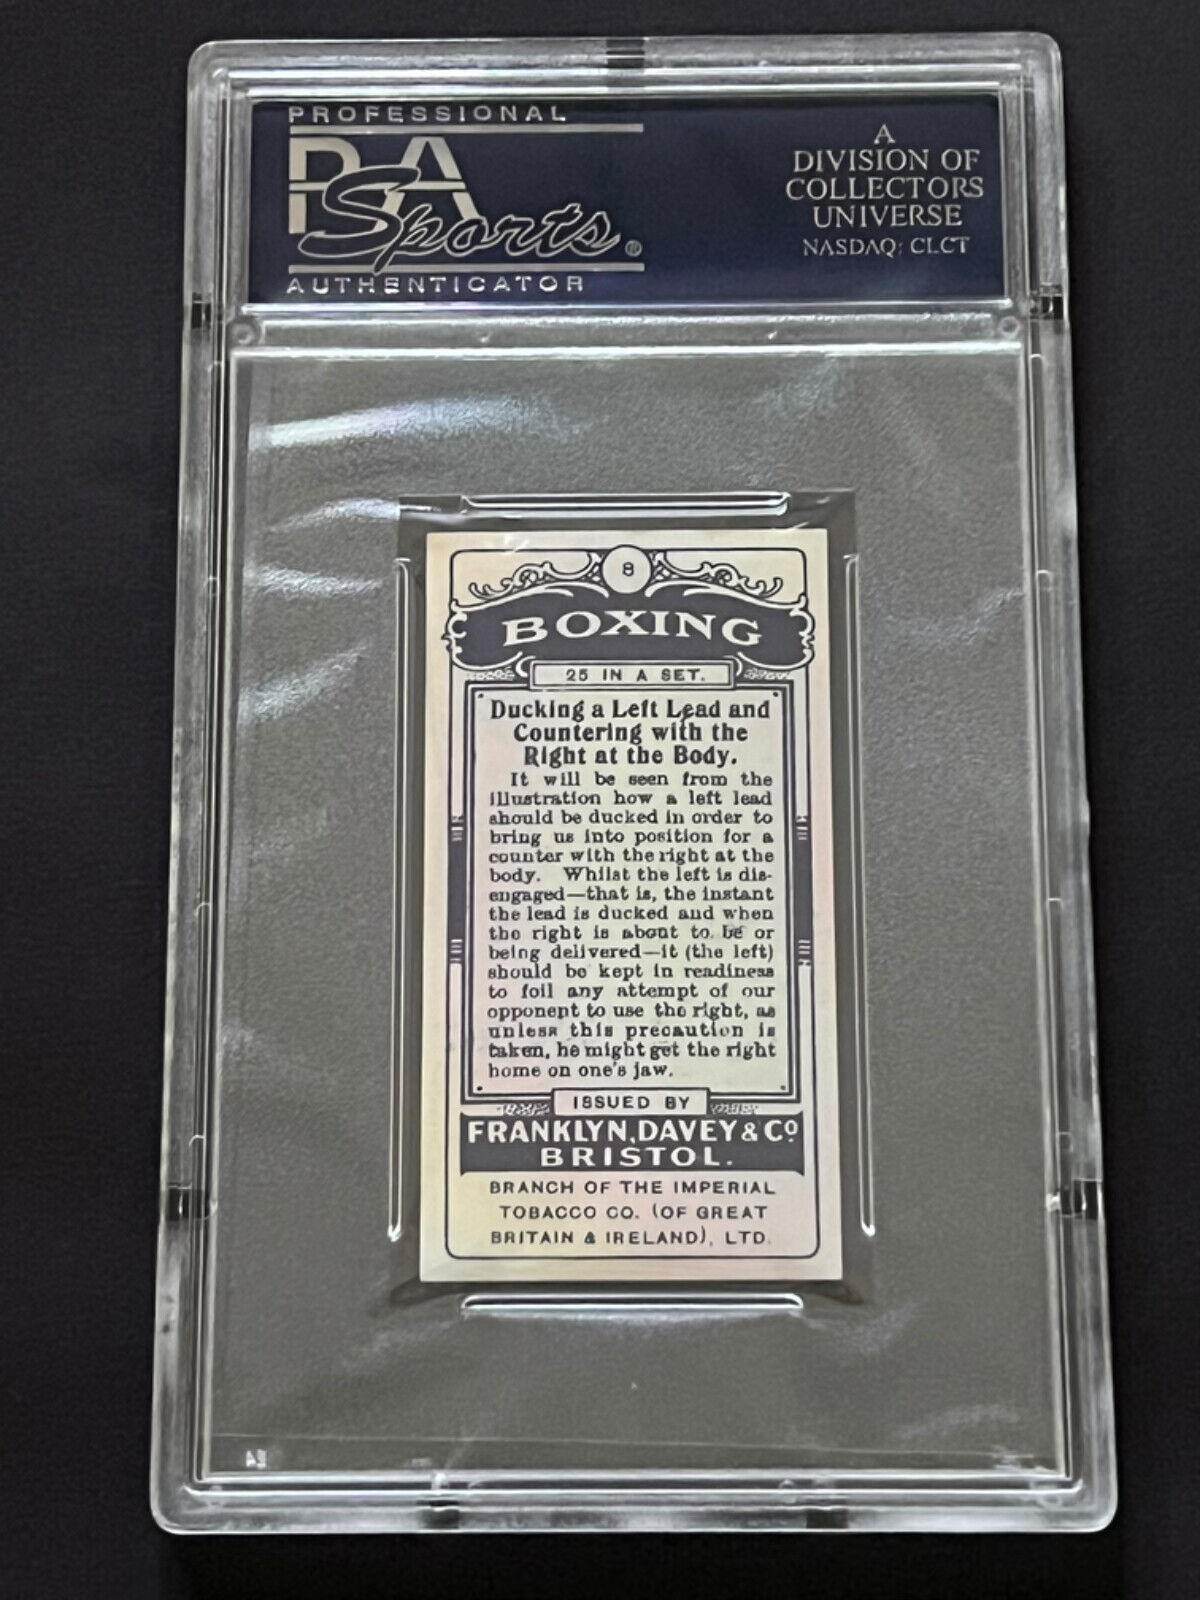 PROFESSIONAL
PSA
Sports®
AUTHENTICATOR
A
DIVISION OF
COLLECTORS
UNIVERSE
NASDAQ: CLCT
8
BOXING
25 IN A SET.
Ducking a Left Lead and
Countering with the
Right at the Body.
It will be seen from the
illustration how a left lead
should be ducked in order to
bring us into position for a
counter with the right at the
body. Whilst the left is dis-
engaged—that is, the instant
the lead is ducked and when
the right is about to be or
being delivered—it (the left)
should be kept in readiness
to foil any attempt of our
opponent to use the right, as
unless this precaution is
taken, he might get the right
home on one's jaw.
ISSUED BY
FRANKLYN, DAVEY & Co
BRISTOL.
BRANCH OF THE IMPERIAL
TOBACCO CO. (OF GREAT
BRITAIN & IRELAND), LTD.